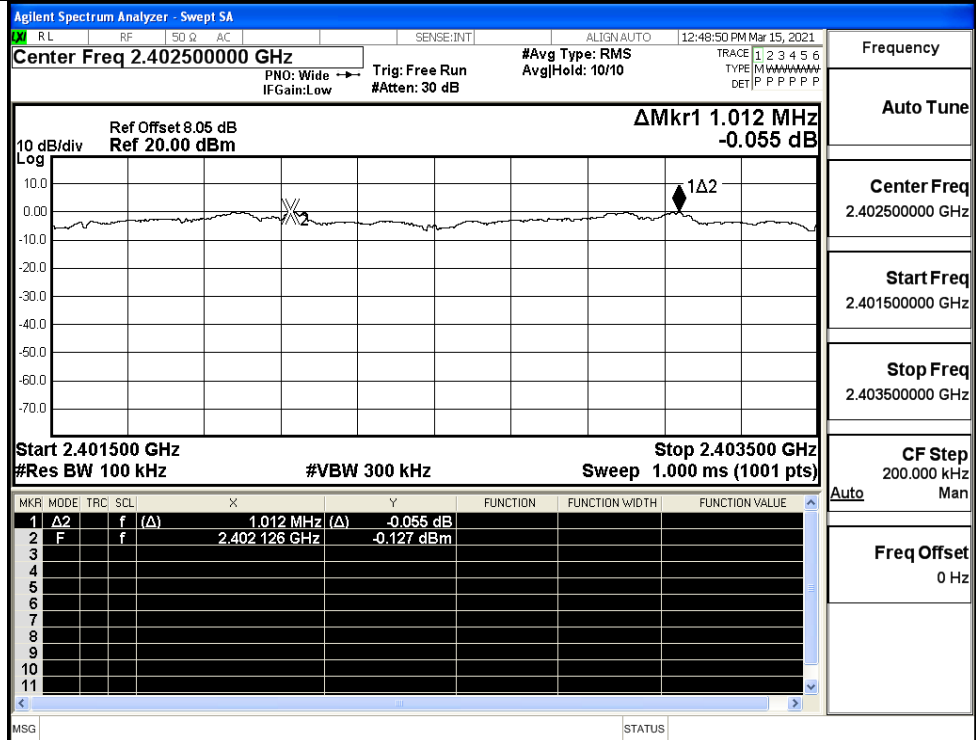 Agilent Spectrum Analyzer - Swept SA
LXI RL RF 50 Ω AC SENSE:INT ALIGN AUTO 12:48:50 PM Mar 15, 2021
Center Freq 2.402500000 GHz
#Avg Type: RMS
TRACE 1 2 3 4 5 6
PNO: Wide
Trig: Free Run
Avg|Hold: 10/10
TYPE M W W W W W
IFGain:Low
#Atten: 30 dB
DET P P P P P P
ΔMkr1 1.012 MHz
-0.055 dB
Ref Offset 8.05 dB
10 dB/div Ref 20.00 dBm
Log
10.0
0.00
-10.0
-20.0
-30.0
-40.0
-50.0
-60.0
-70.0
1Δ2
2
Start 2.401500 GHz Stop 2.403500 GHz
#Res BW 100 kHz #VBW 300 kHz Sweep 1.000 ms (1001 pts)
MKR MODE TRC SCL X Y FUNCTION FUNCTION WIDTH FUNCTION VALUE
1 Δ2 f (Δ) 1.012 MHz (Δ) -0.055 dB
2 F f 2.402 126 GHz -0.127 dBm
3
4
5
6
7
8
9
10
11
MSG STATUS
Frequency
Auto Tune
Center Freq
2.402500000 GHz
Start Freq
2.401500000 GHz
Stop Freq
2.403500000 GHz
CF Step
200.000 kHz
Auto Man
Freq Offset
0 Hz